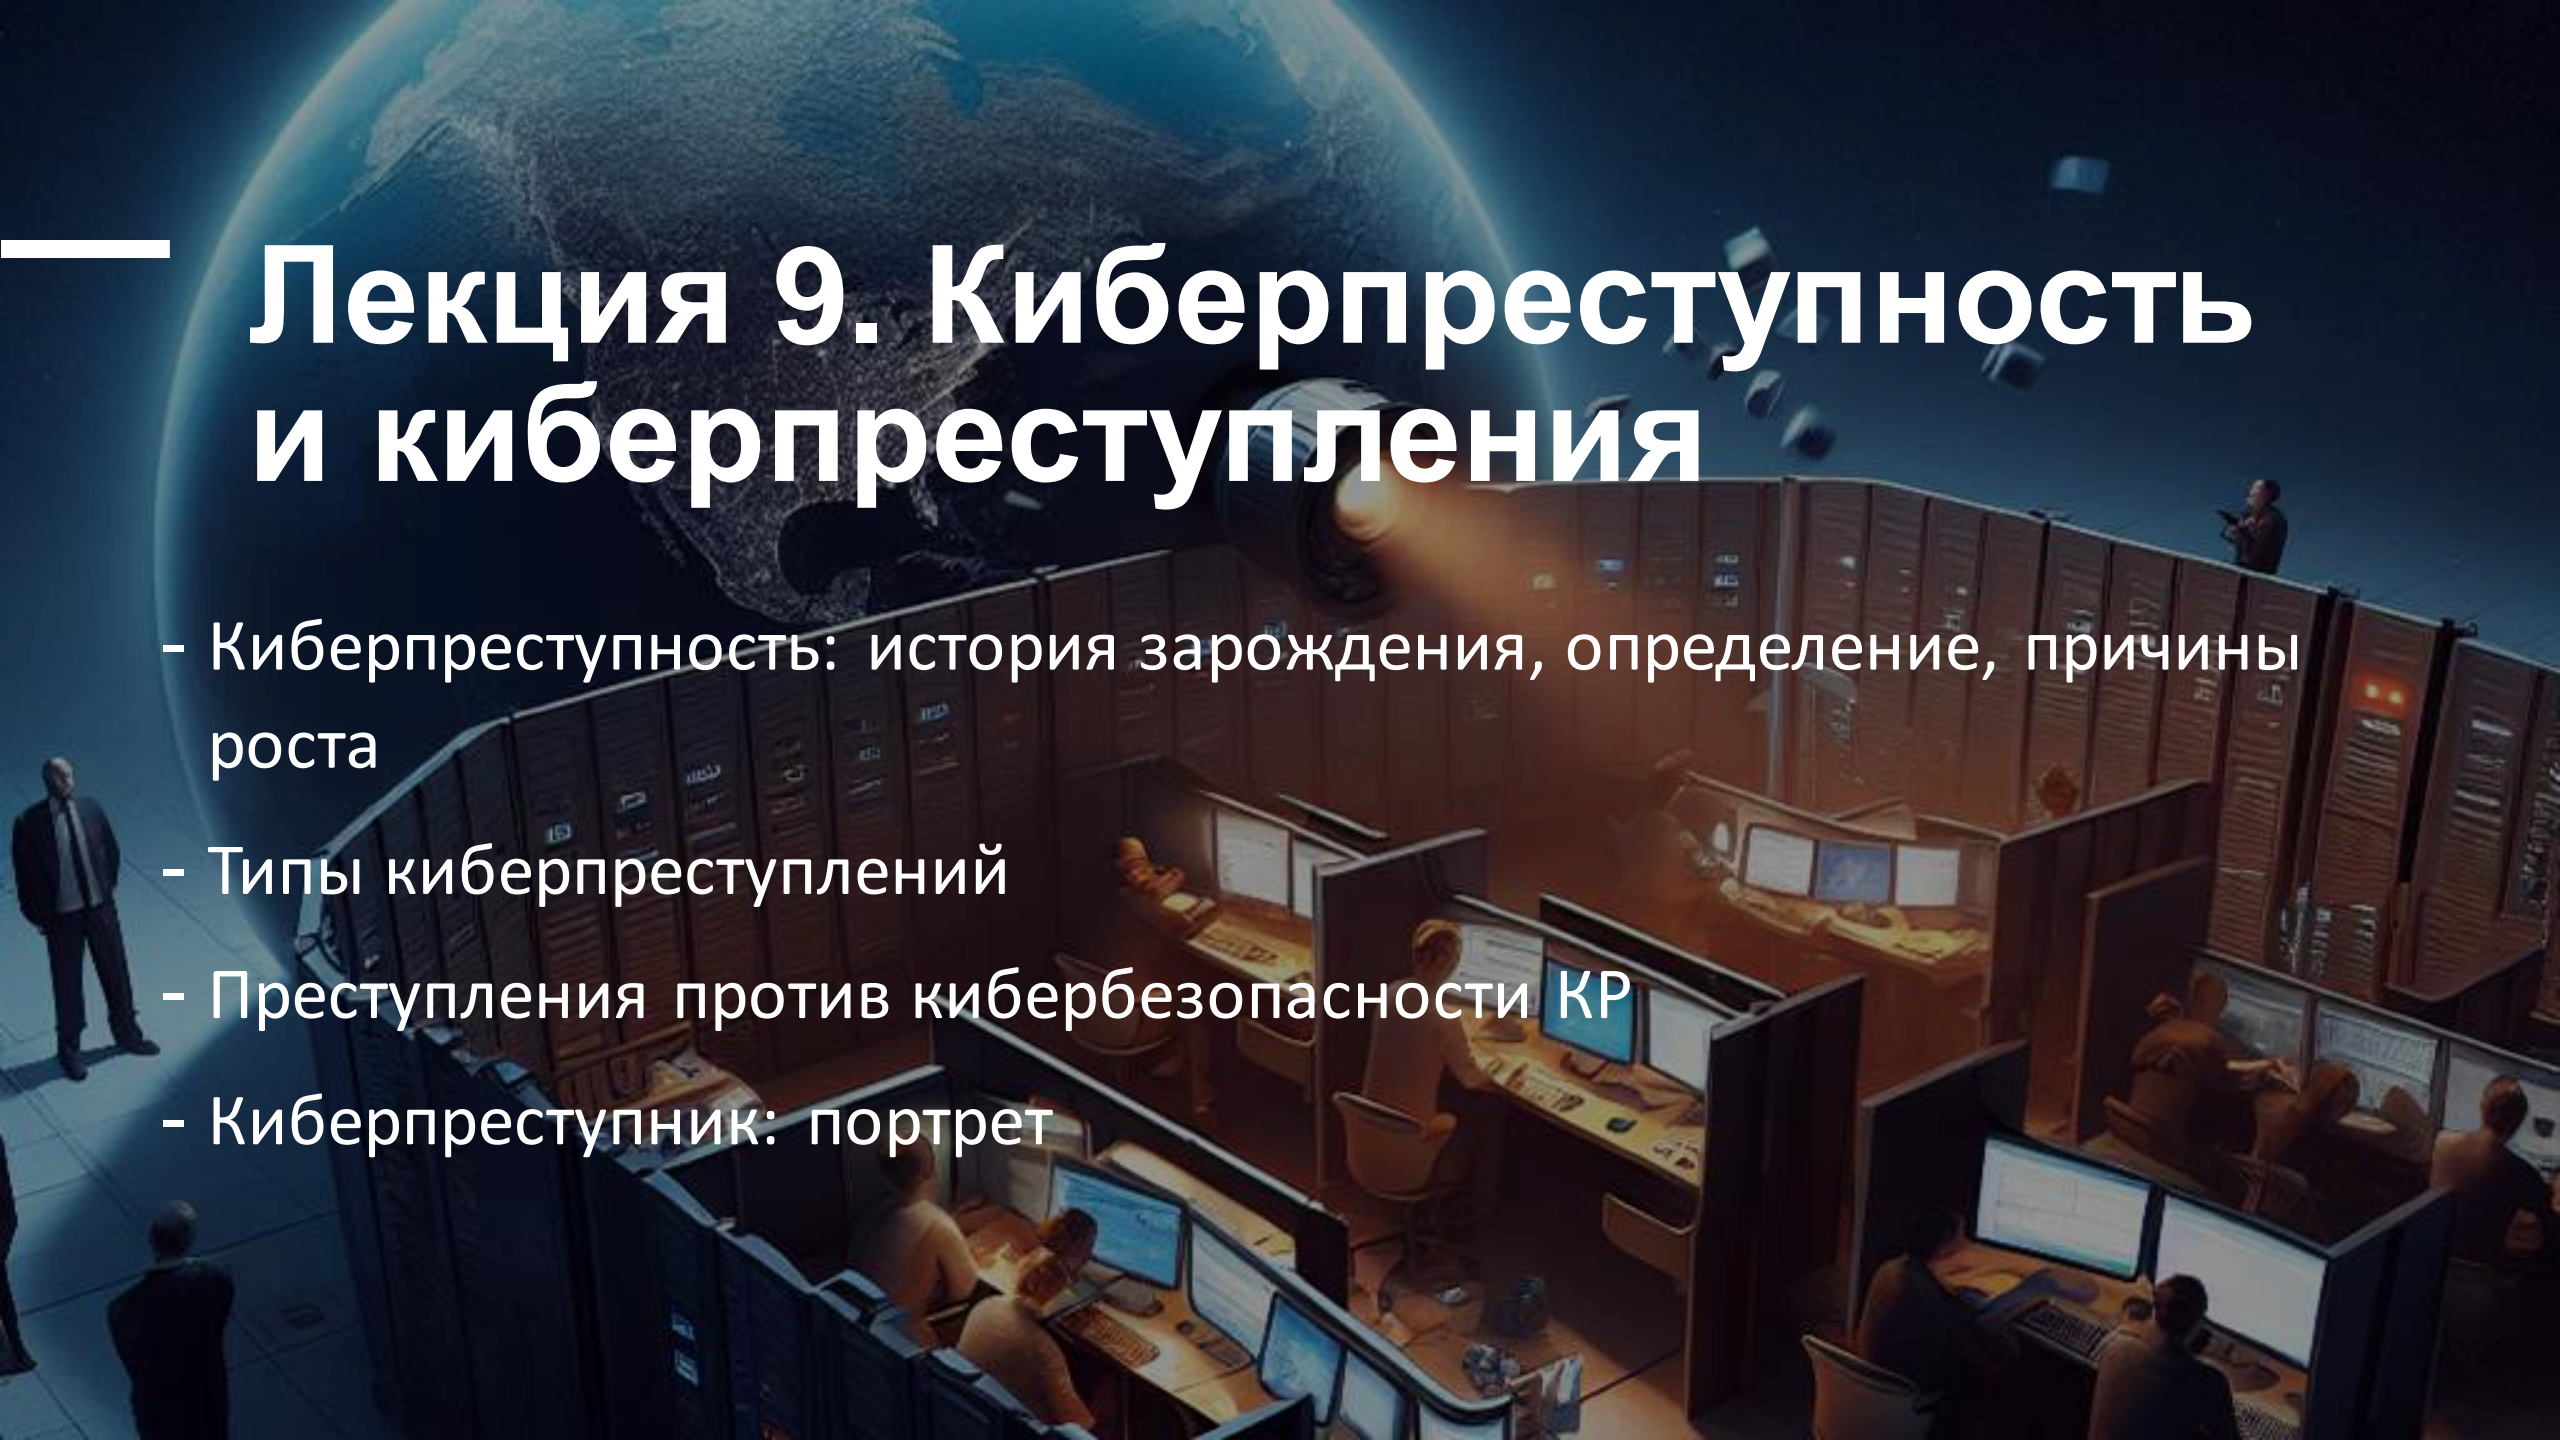 Лекция 9. Киберпреступность
и киберпреступления
- Киберпреступность: история зарождения, определение, причины
роста
- Типы киберпреступлений
- Преступления против кибербезопасности КР
- Киберпреступник: портрет